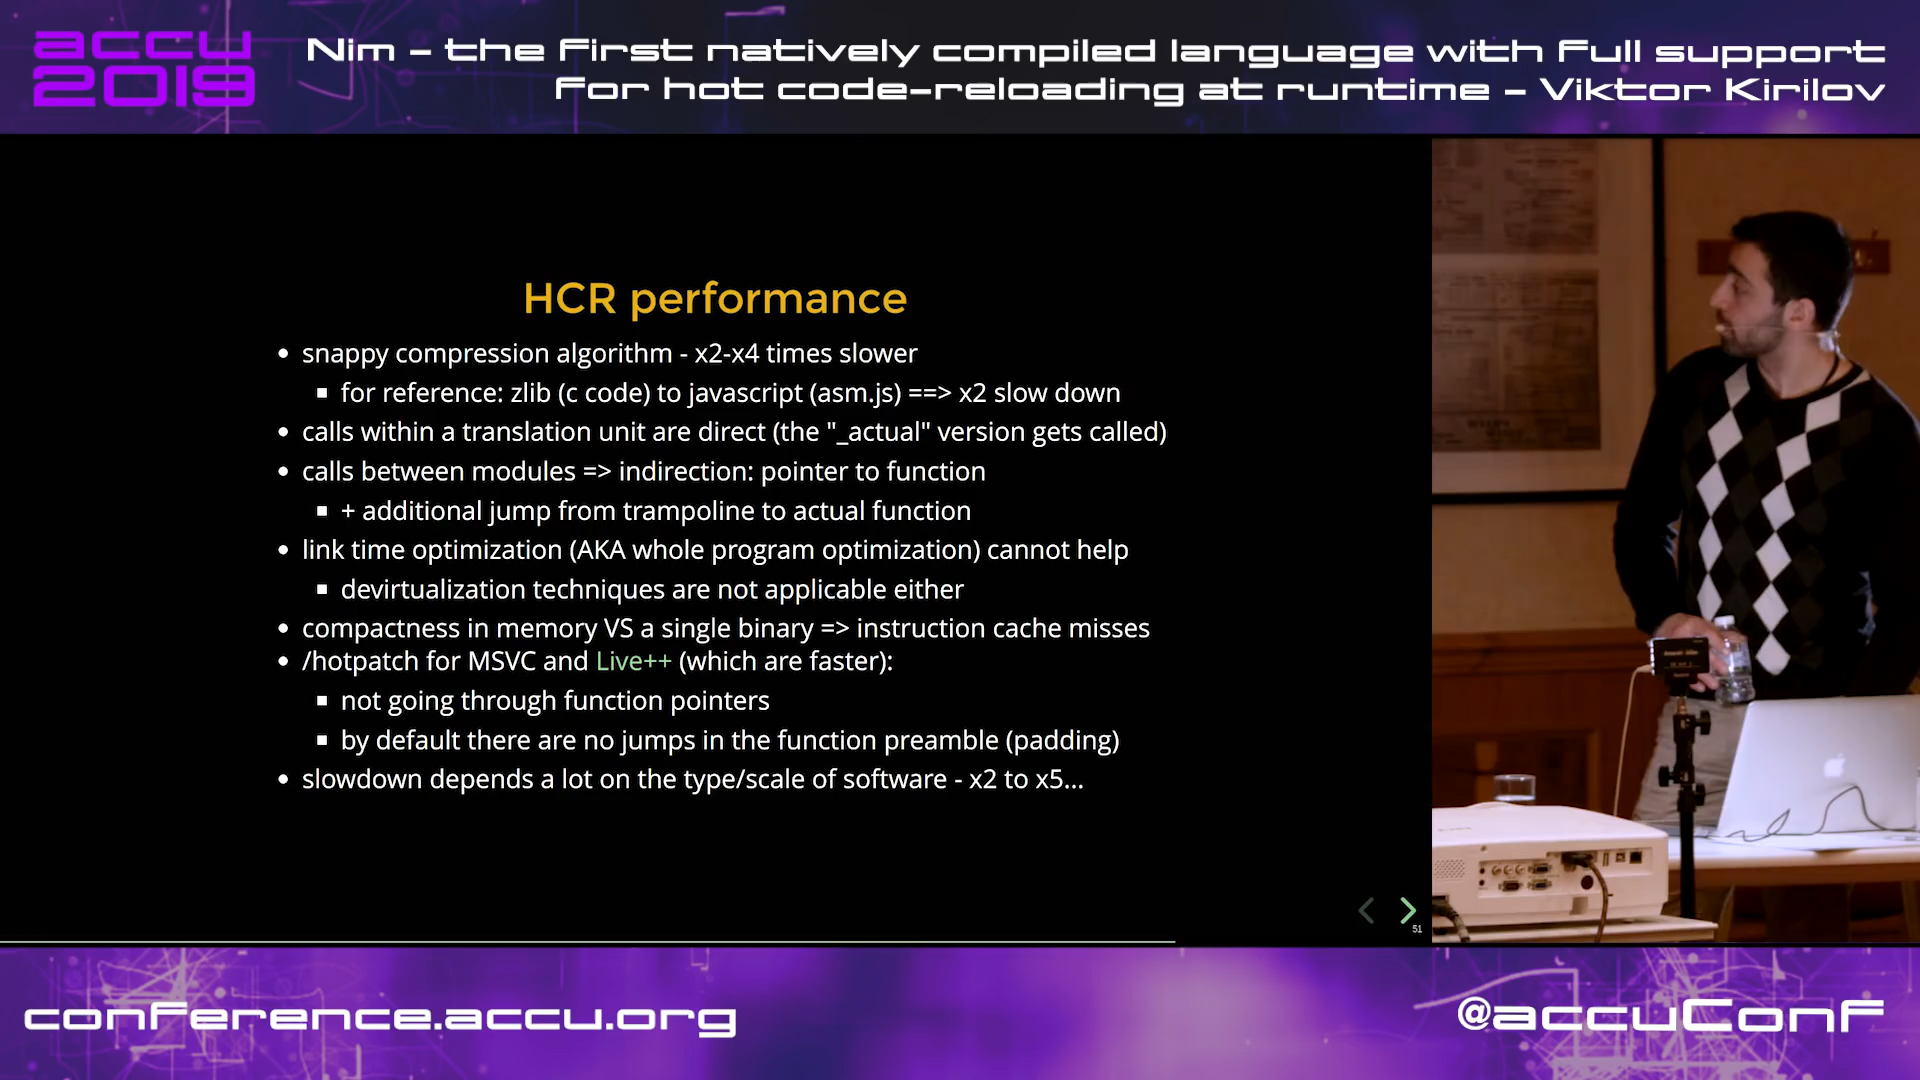 accu
2019
Nim – the first natively compiled language with full support
for hot code-reloading at runtime – Viktor Kirilov
HCR performance
• snappy compression algorithm - x2-x4 times slower
▪ for reference: zlib (c code) to javascript (asm.js) ==> x2 slow down
• calls within a translation unit are direct (the "_actual" version gets called)
• calls between modules => indirection: pointer to function
▪ + additional jump from trampoline to actual function
• link time optimization (AKA whole program optimization) cannot help
▪ devirtualization techniques are not applicable either
• compactness in memory VS a single binary => instruction cache misses
• /hotpatch for MSVC and Live++ (which are faster):
▪ not going through function pointers
▪ by default there are no jumps in the function preamble (padding)
• slowdown depends a lot on the type/scale of software - x2 to x5...
51
conference.accu.org
@accuConf